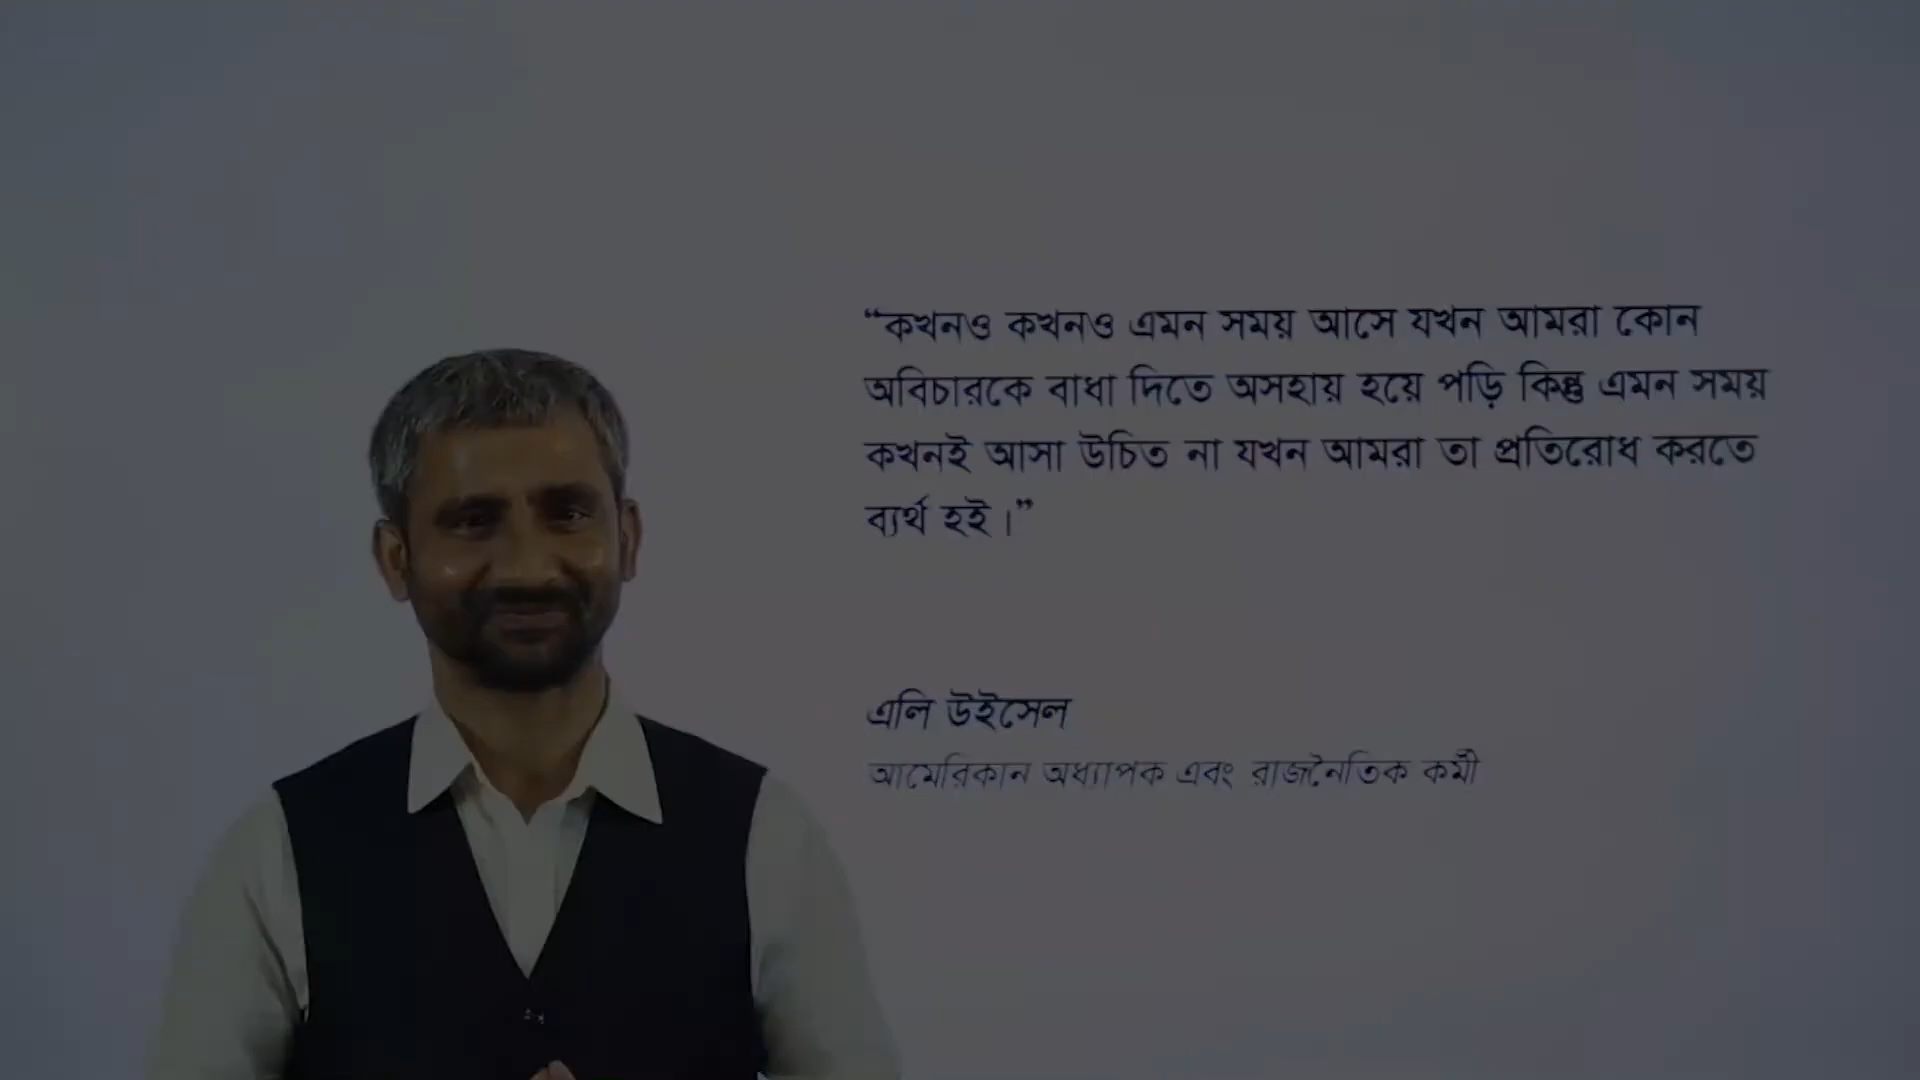 “কখনও কখনও এমন সময় আসে যখন আমরা কোন
অবিচারকে বাধা দিতে অসহায় হয়ে পড়ি কিন্তু এমন সময়
কখনই আসা উচিত না যখন আমরা তা প্রতিরোধ করতে
ব্যর্থ হই।”
এলি উইসেল
আমেরিকান অধ্যাপক এবং রাজনৈতিক কর্মী